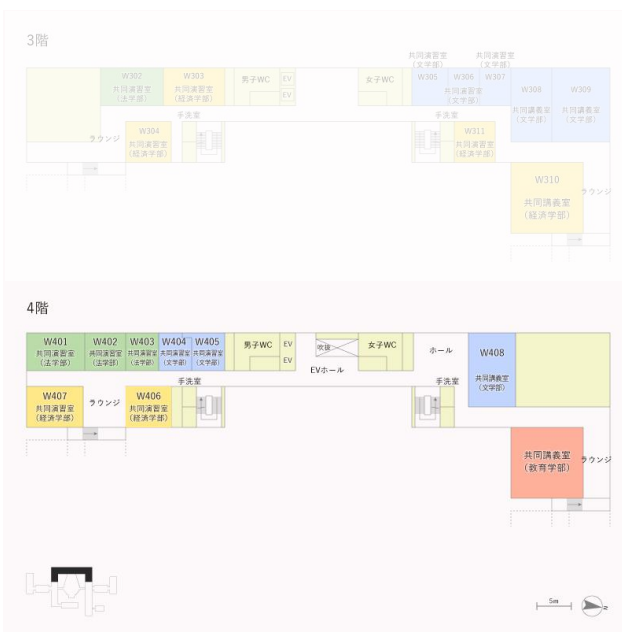 3階
共同演習室
(文学部)
共同演習室
(文学部)
W302
共同演習室
(法学部)
W303
共同演習室
(経済学部)
男子WC
EV
EV
女子WC
W305
W306
W307
共同演習室
(文学部)
W308
共同講義室
(文学部)
W309
共同講義室
(文学部)
手洗室
手洗室
ラウンジ
W304
共同演習室
(経済学部)
W311
共同演習室
(経済学部)
W310
共同講義室
(経済学部)
ラウンジ
4階
W401
共同演習室
(法学部)
W402
共同演習室
(法学部)
W403
共同演習室
(法学部)
W404
共同演習室
(文学部)
W405
共同演習室
(文学部)
男子WC
EV
EV
吹抜
女子WC
ホール
W408
共同講義室
(文学部)
EVホール
手洗室
手洗室
W407
共同演習室
(経済学部)
ラウンジ
W406
共同演習室
(経済学部)
共同講義室
(教育学部)
ラウンジ
5m
N